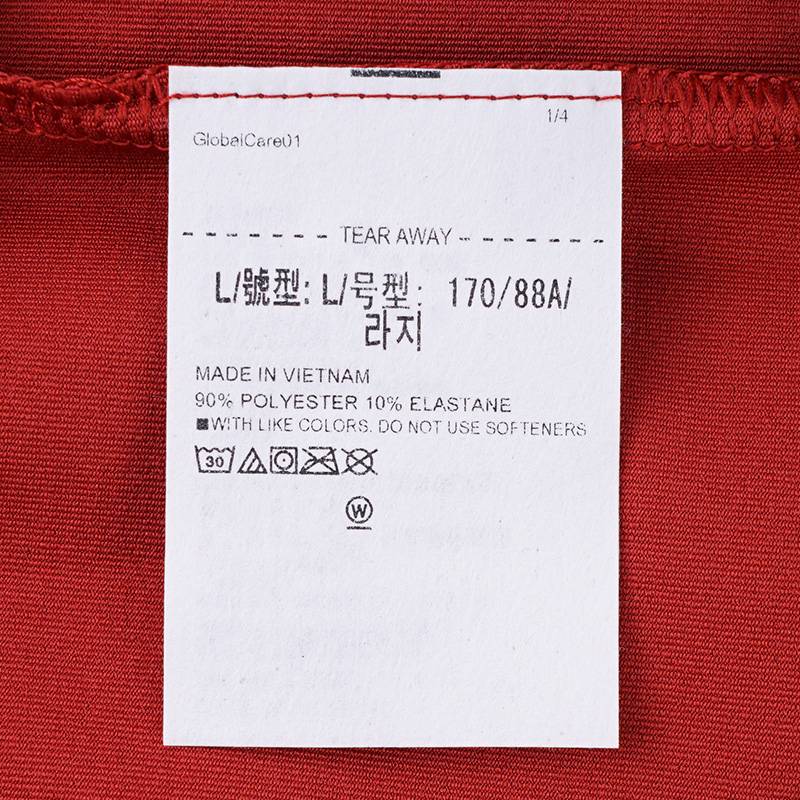 1/4
GlobalCare01
TEAR AWAY
L/號型: L/号型: 170/88A/
라지
MADE IN VIETNAM
90% POLYESTER 10% ELASTANE
■WITH LIKE COLORS. DO NOT USE SOFTENERS
30
W